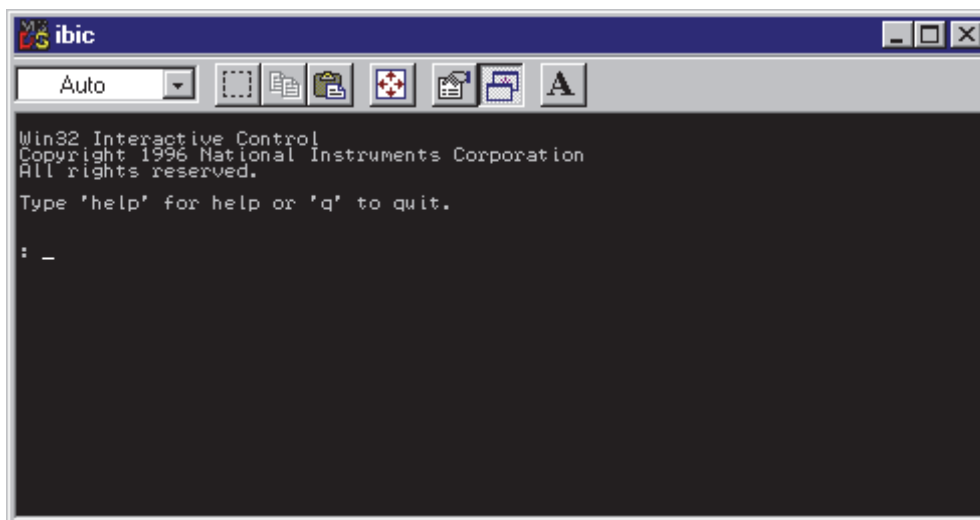 ibic
Auto
A
Win32 Interactive Control
Copyright 1996 National Instruments Corporation
All rights reserved.
Type 'help' for help or 'q' to quit.
: _